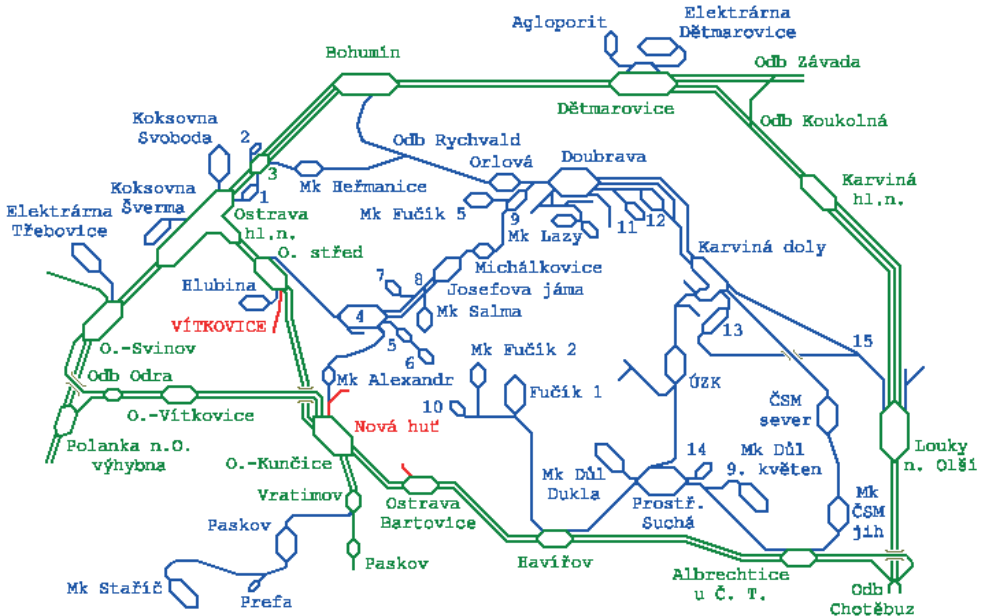 Agloporit
Elektrárna
Dětmarovice
Bohumín
Odb Závada
Dětmarovice
Odb Koukolná
Koksovna
Svoboda
2
3
1
Odb Rychvald
Mk Heřmanice
Orlová
Doubrava
Karviná
hl.n.
Koksovna
Šverma
Elektrárna
Třebovice
Ostrava
hl.n.
O. střed
Mk Fučík 5
9
Mk Lazy
11
12
Karviná doly
Michálkovice
Josefova jáma
Hlubina
7
8
Mk Salma
4
5
6
VÍTKOVICE
13
15
O.-Svinov
Odb Odra
O.-Vítkovice
Mk Alexandr
Mk Fučík 2
Fučík 1
10
ÚZK
ČSM
sever
Nová huť
Polanka n.O.
výhybna
O.-Kunčice
Louky
n. Olší
Mk Důl
Dukla
14
Mk Důl
9. květen
Vratimov
Ostrava
Bartovice
Prostř.
Suchá
Mk
ČSM
jih
Paskov
Paskov
Havířov
Albrechtice
u Č. T.
Odb
Chotěbuz
Mk Staříč
Prefa